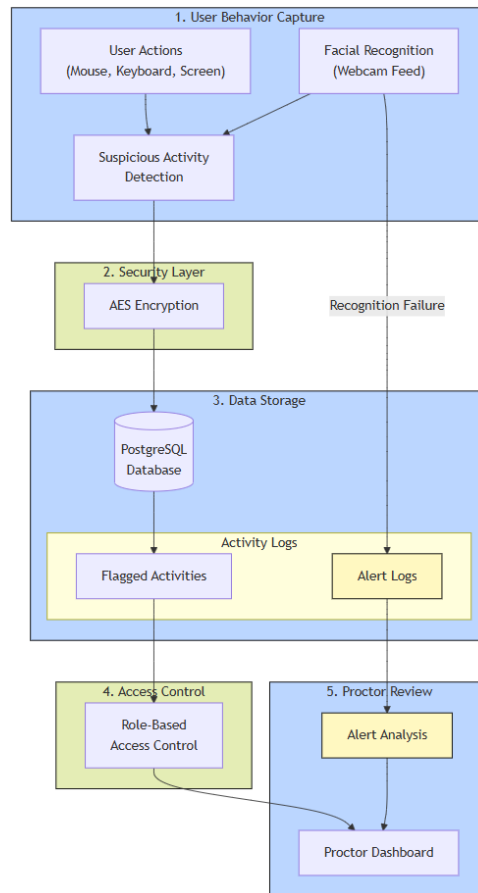 1. User Behavior Capture
User Actions
(Mouse, Keyboard, Screen)
Facial Recognition
(Webcam Feed)
Suspicious Activity
Detection
2. Security Layer
AES Encryption
Recognition Failure
3. Data Storage
PostgreSQL
Database
Activity Logs
Flagged Activities
Alert Logs
4. Access Control
Role-Based
Access Control
5. Proctor Review
Alert Analysis
Proctor Dashboard